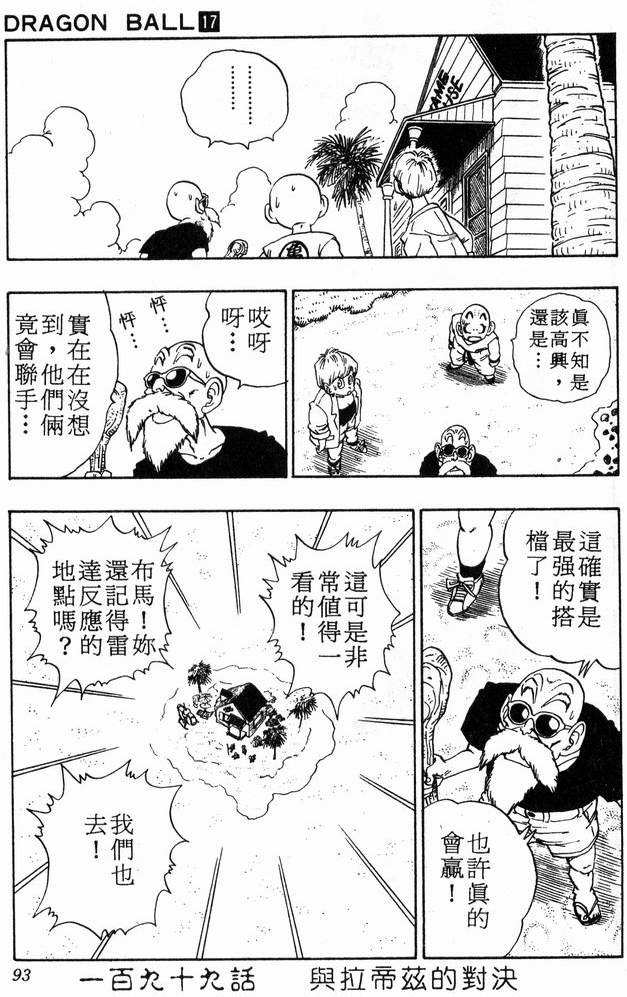 DRAGON BALL 17
KAME
HOUSE
…………
亀
真不知是
該高興，
還是…
哎呀
呀…
怦…
怦…
實在在沒想
到，他們倆
竟會聯手…
這確實是
最强的搭
檔了！
也許真的
會贏！
這可是非
常值得一
看的！
布馬！妳
還記得雷
達反應的
地點嗎？
我們也
去！
93
一百九十九話 與拉帝茲的對決